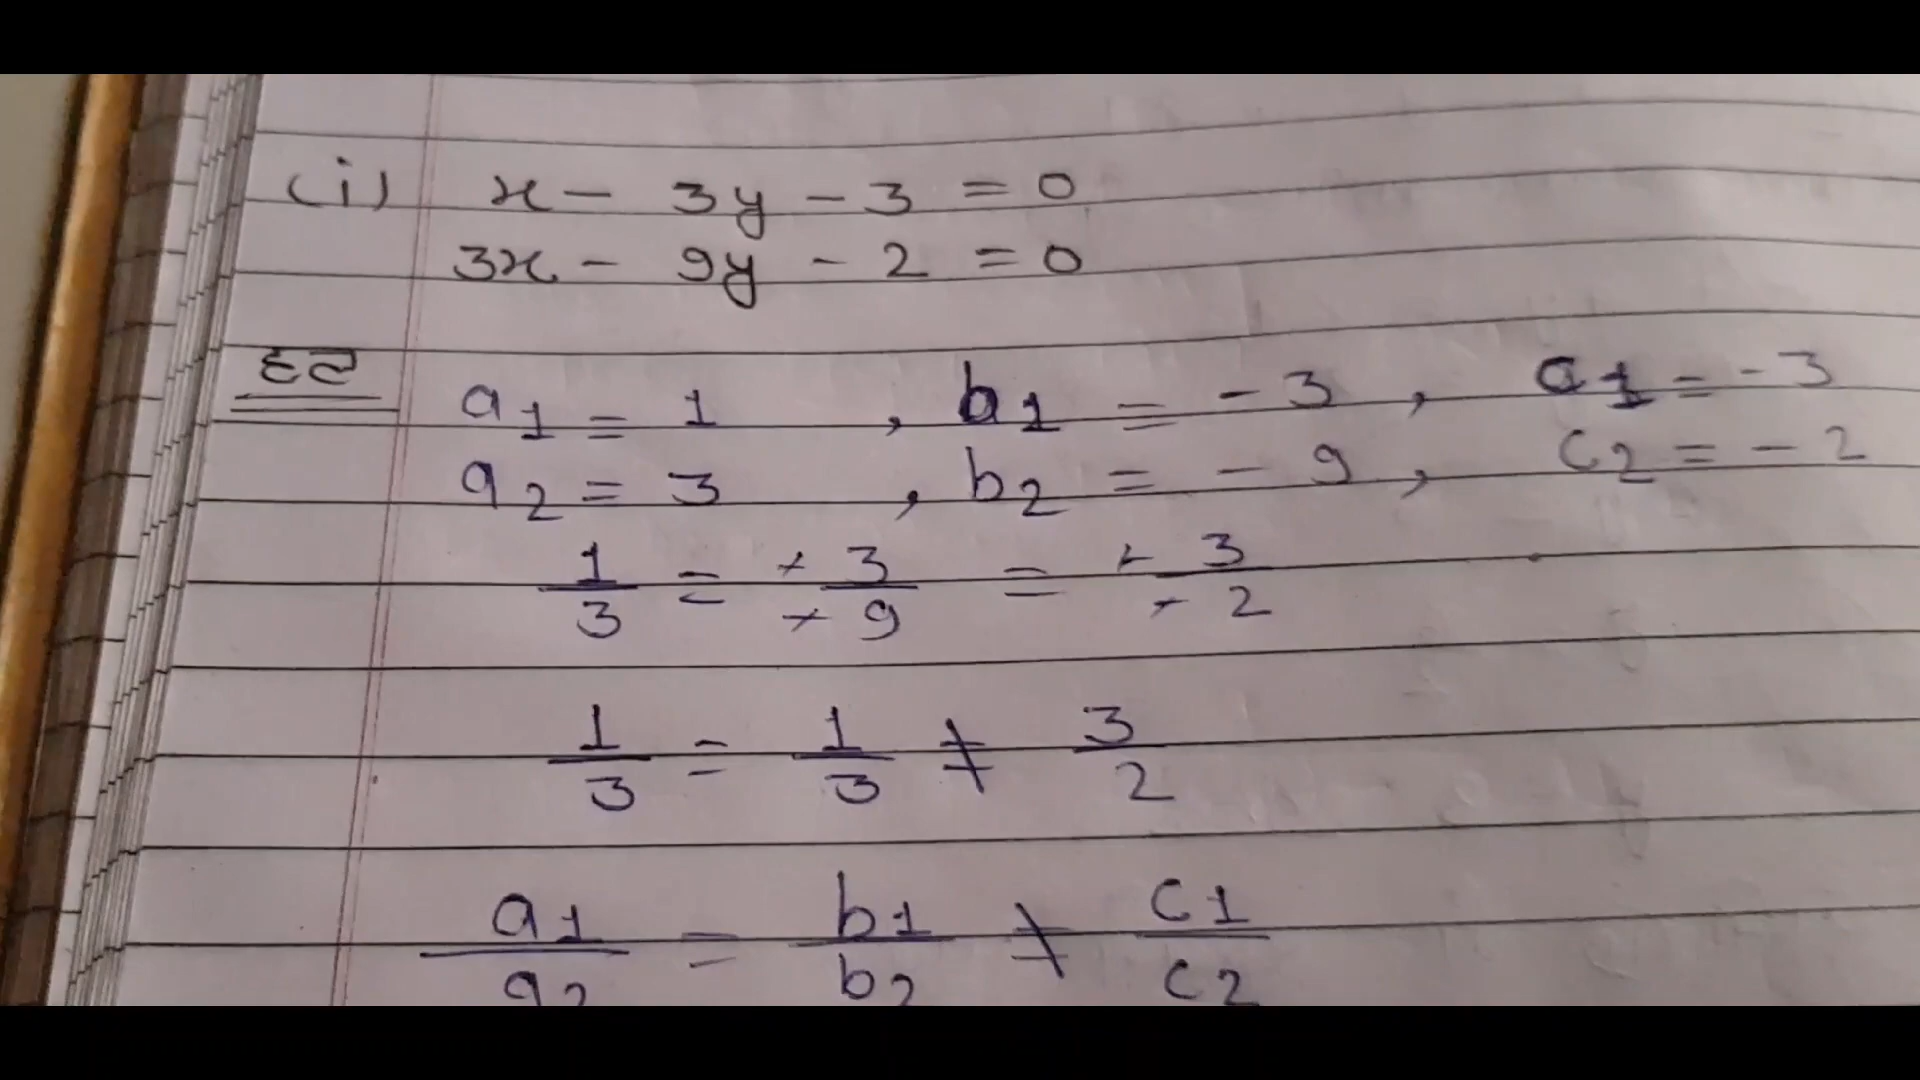 (i) x - 3y - 3 = 0
3x - 9y - 2 = 0
हल a1 = 1 , b1 = -3 , a1 = -3
a2 = 3 , b2 = -9 , c2 = -2
1/3 = -3/-9 = -3/-2
1/3 = 1/3 ≠ 3/2
a1/a2 = b1/b2 ≠ c1/c2